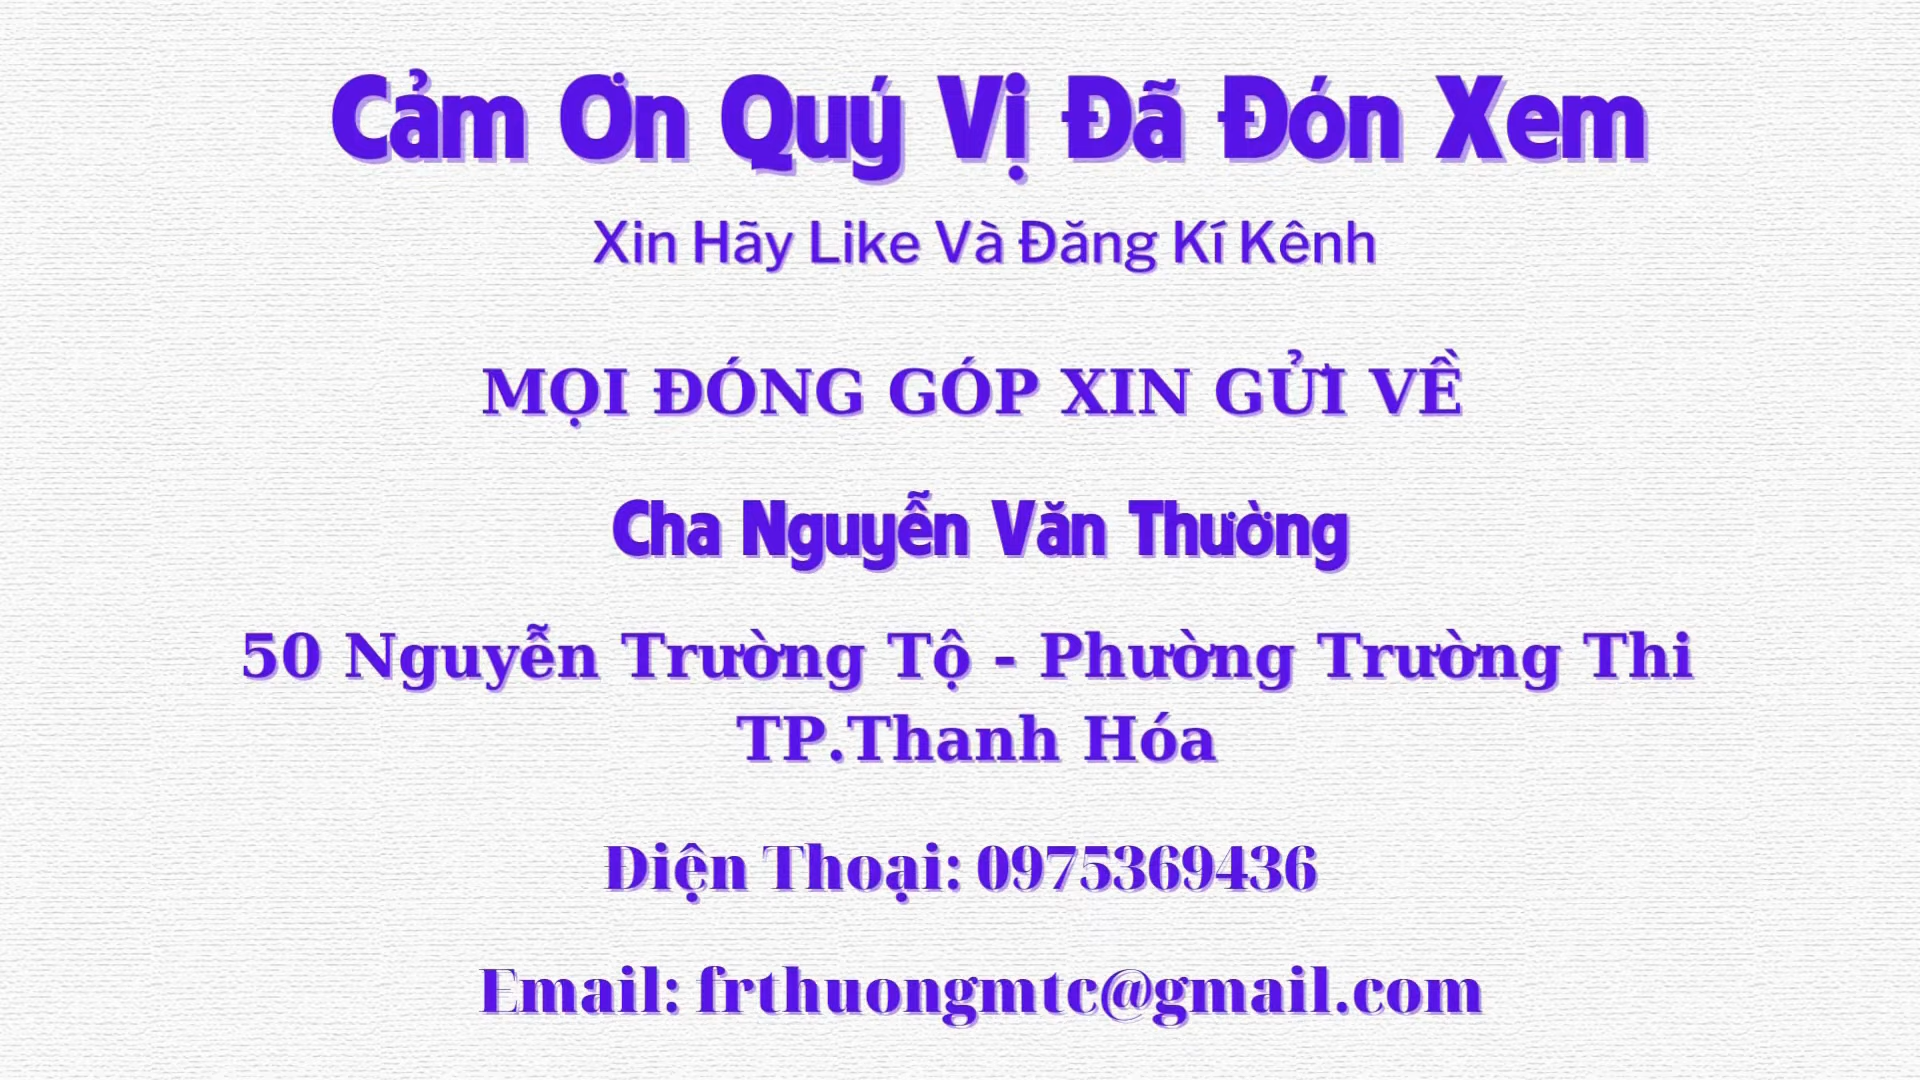 Cảm Ơn Quý Vị Đã Đón Xem
Xin Hãy Like Và Đăng Kí Kênh
MỌI ĐÓNG GÓP XIN GỬI VỀ
Cha Nguyễn Văn Thường
50 Nguyễn Trường Tộ - Phường Trường Thi
TP.Thanh Hóa
Điện Thoại: 0975369436
Email: frthuongmtc@gmail.com